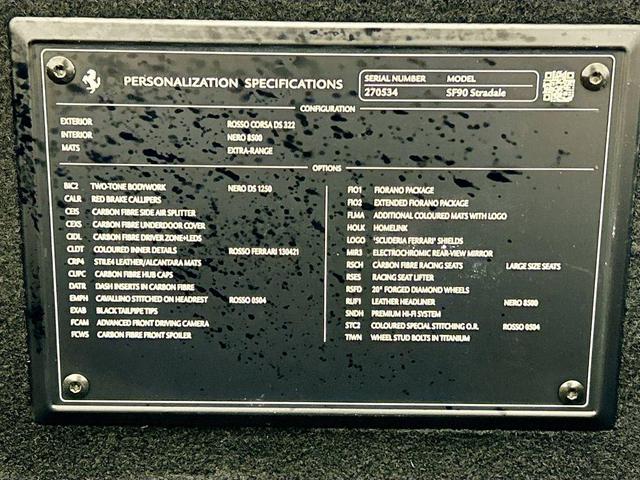 PERSONALIZATION SPECIFICATIONS
SERIAL NUMBER MODEL
270534 SF90 Stradale
CONFIGURATION
EXTERIOR ROSSO CORSA DS 322
INTERIOR NERO 8500
MATS EXTRA-RANGE
OPTIONS
BIC2 TWO-TONE BODYWORK NERO DS 1250
CALR RED BRAKE CALLIPERS
CEIS CARBON FIBRE SIDE AIR SPLITTER
CEXS CARBON FIBRE UNDERDOOR COVER
CIDL CARBON FIBRE DRIVER ZONE+LEDS
CLDT COLOURED INNER DETAILS ROSSO FERRARI 130421
CRP4 STILE4 LEATHER/ALCANTARA MATS
CUPC CARBON FIBRE HUB CAPS
DATR DASH INSERTS IN CARBON FIBRE
EMPH CAVALLINO STITCHED ON HEADREST ROSSO 0504
EXAB BLACK TAILPIPE TIPS
FCAM ADVANCED FRONT DRIVING CAMERA
FCWS CARBON FIBRE FRONT SPOILER
FIO1 FIORANO PACKAGE
FIO2 EXTENDED FIORANO PACKAGE
FLMA ADDITIONAL COLOURED MATS WITH LOGO
HOLK HOMELINK
LOGO 'SCUDERIA FERRARI' SHIELDS
MIR3 ELECTROCHROMIC REAR-VIEW MIRROR
RSCH CARBON FIBRE RACING SEATS LARGE SIZE SEATS
RSES RACING SEAT LIFTER
RSFD 20" FORGED DIAMOND WHEELS
RUF1 LEATHER HEADLINER NERO 8500
SNDH PREMIUM HI-FI SYSTEM
STC2 COLOURED SPECIAL STITCHING O.R. ROSSO 0504
TIWN WHEEL STUD BOLTS IN TITANIUM